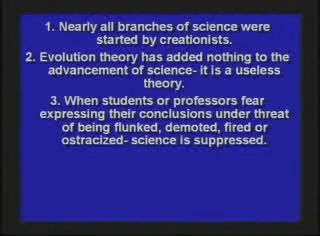 1. Nearly all branches of science were
started by creationists.
2. Evolution theory has added nothing to the
advancement of science- it is a useless
theory.
3. When students or professors fear
expressing their conclusions under threat
of being flunked, demoted, fired or
ostracized- science is suppressed.